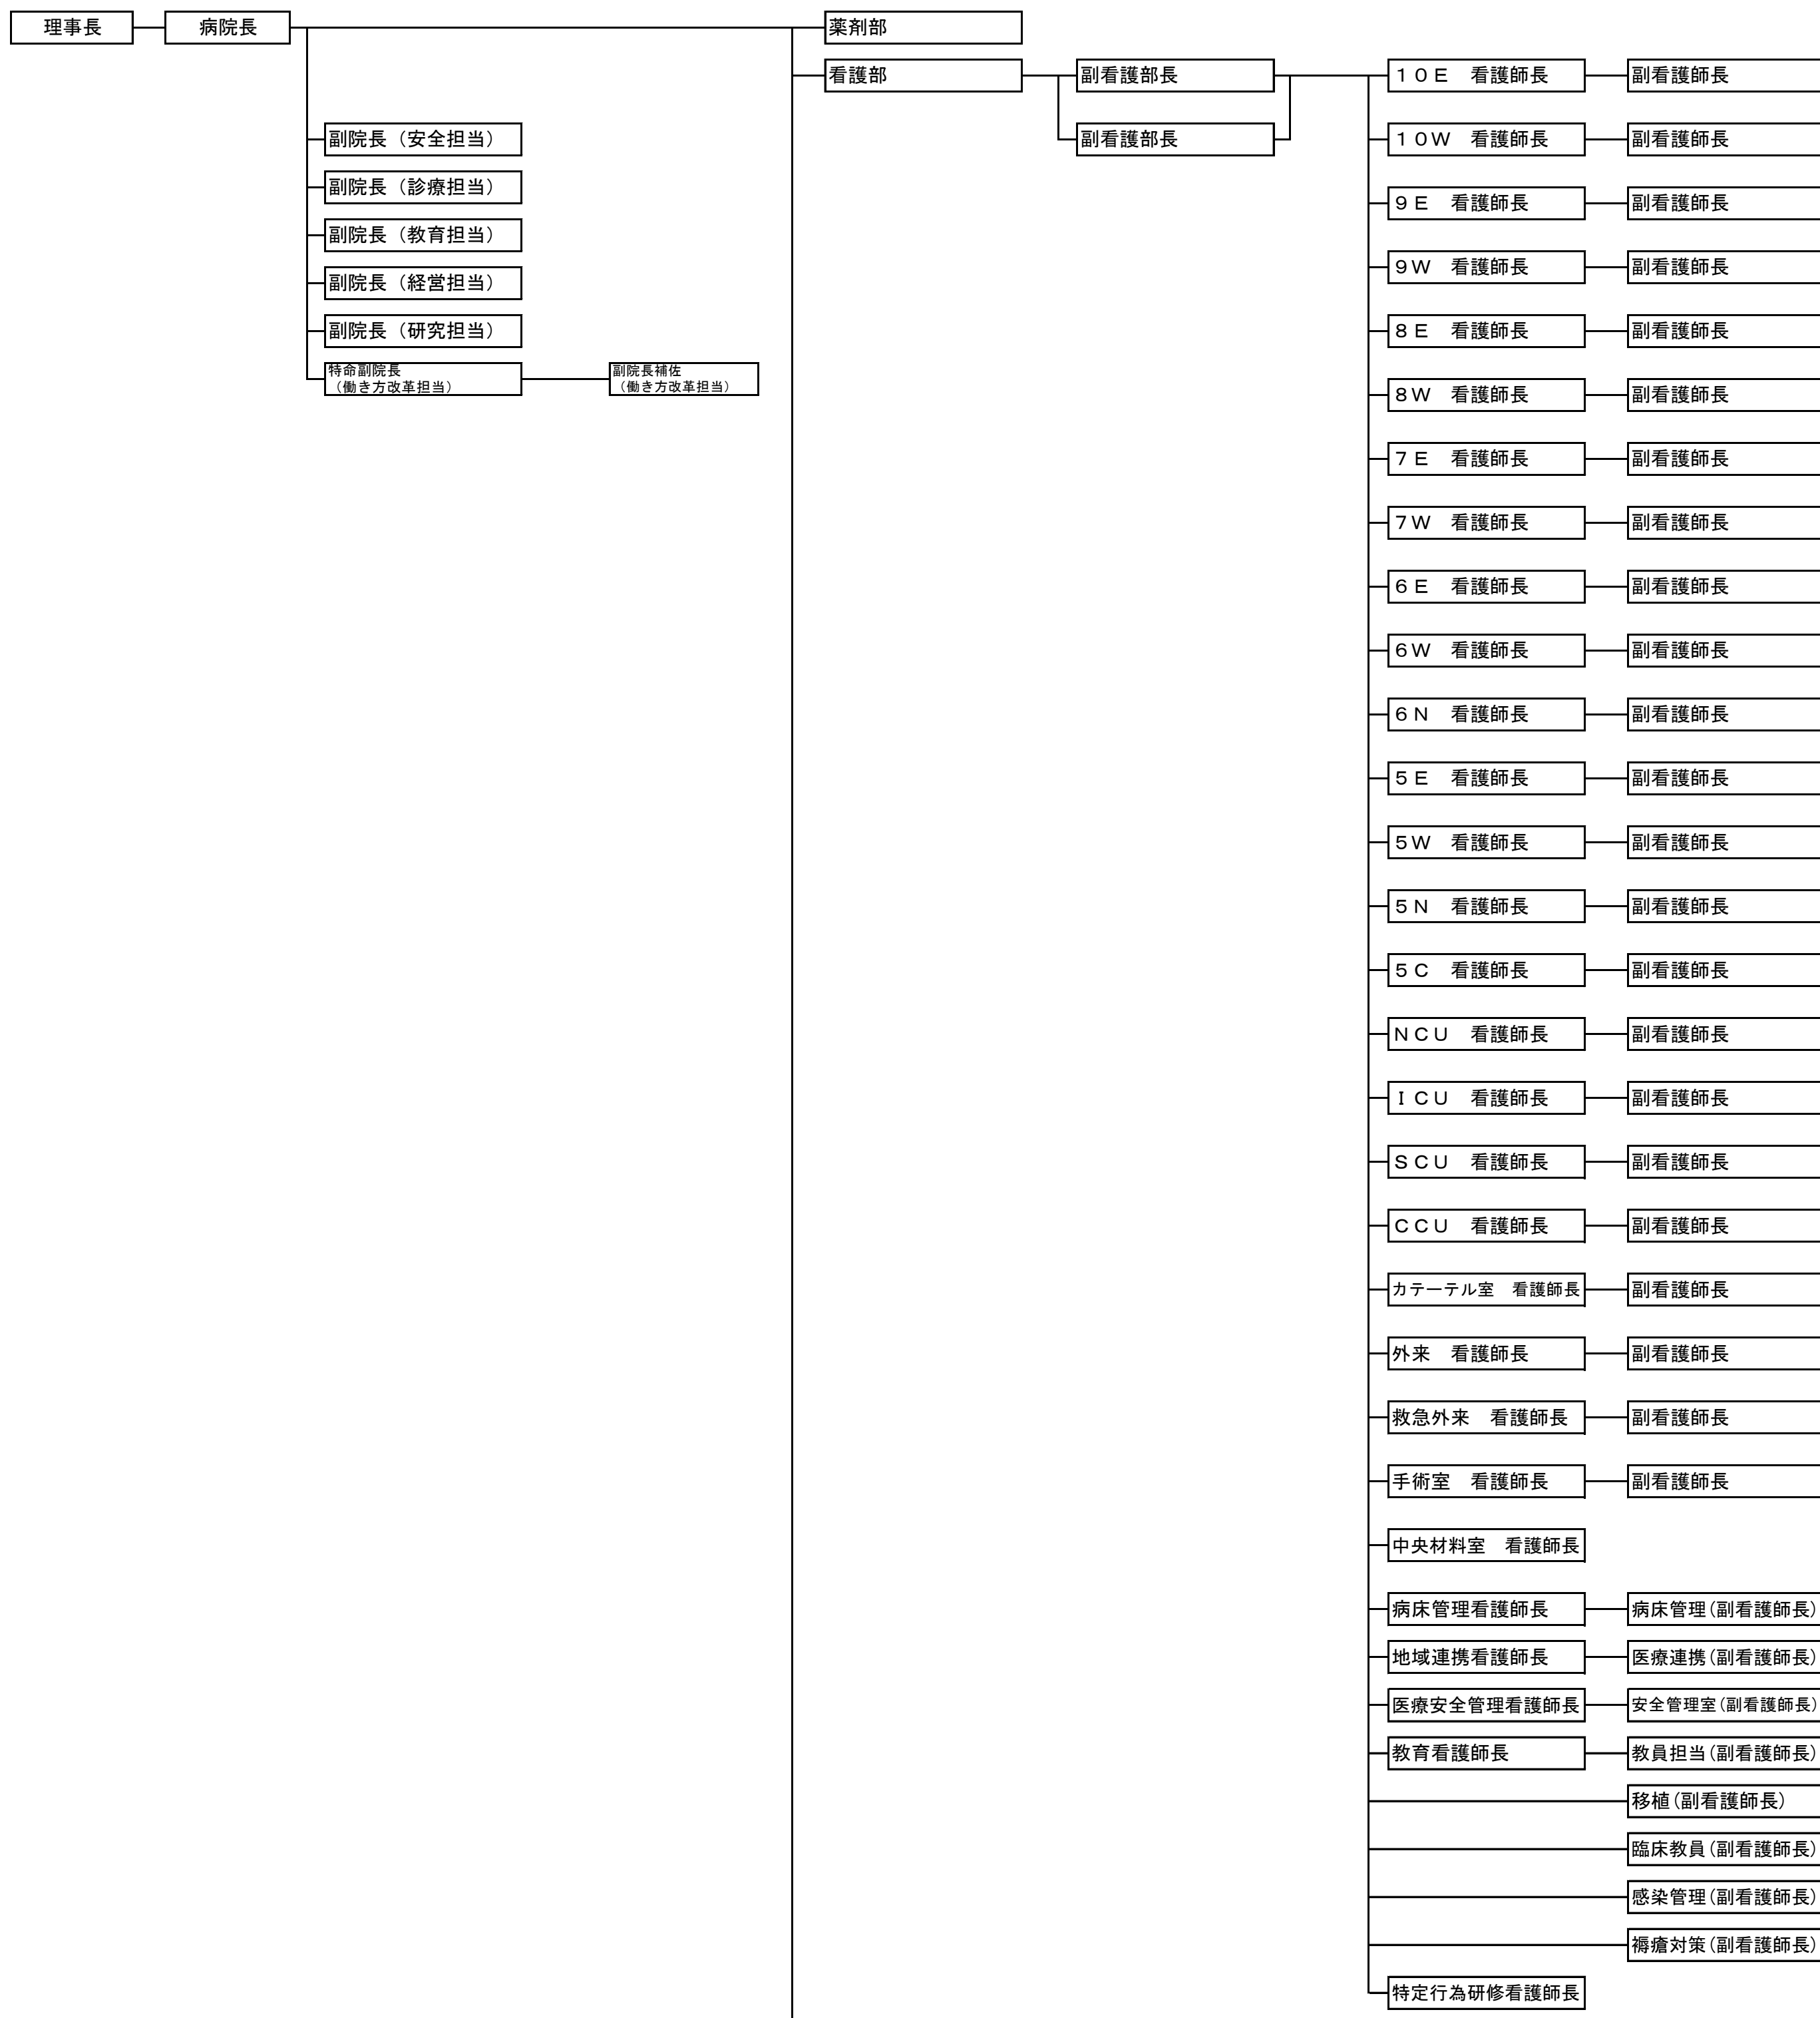 理事長
病院長
薬剤部
看護部
副看護部長
１０Ｅ　看護師長
副看護師長
副院長（安全担当）
副看護部長
１０Ｗ　看護師長
副看護師長
副院長（診療担当）
９Ｅ　看護師長
副看護師長
副院長（教育担当）
９Ｗ　看護師長
副看護師長
副院長（経営担当）
副院長（研究担当）
８Ｅ　看護師長
副看護師長
特命副院長
（働き方改革担当）
副院長補佐
（働き方改革担当）
８Ｗ　看護師長
副看護師長
７Ｅ　看護師長
副看護師長
７Ｗ　看護師長
副看護師長
６Ｅ　看護師長
副看護師長
６Ｗ　看護師長
副看護師長
６Ｎ　看護師長
副看護師長
５Ｅ　看護師長
副看護師長
５Ｗ　看護師長
副看護師長
５Ｎ　看護師長
副看護師長
５Ｃ　看護師長
副看護師長
ＮＣＵ　看護師長
副看護師長
ＩＣＵ　看護師長
副看護師長
ＳＣＵ　看護師長
副看護師長
ＣＣＵ　看護師長
副看護師長
カテーテル室　看護師長
副看護師長
外来　看護師長
副看護師長
救急外来　看護師長
副看護師長
手術室　看護師長
副看護師長
中央材料室　看護師長
病床管理看護師長
病床管理(副看護師長)
地域連携看護師長
医療連携(副看護師長)
医療安全管理看護師長
安全管理室(副看護師長)
教育看護師長
教員担当(副看護師長)
移植(副看護師長)
臨床教員(副看護師長)
感染管理(副看護師長)
褥瘡対策(副看護師長)
特定行為研修看護師長